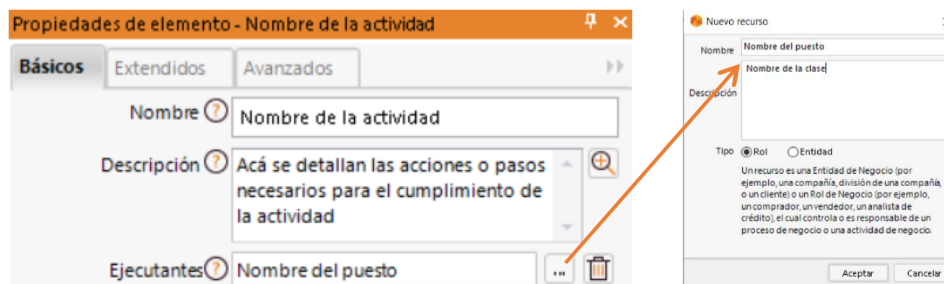 Propiedades de elemento - Nombre de la actividad
Básicos
Extendidos
Avanzados
Nombre
Nombre de la actividad
Descripción
Acá se detallan las acciones o pasos
necesarios para el cumplimiento de
la actividad
Ejecutantes
Nombre del puesto
...
Nuevo recurso
Nombre
Nombre del puesto
Descripción
Nombre de la clase
Tipo
Rol
Entidad
Un recurso es una Entidad de Negocio (por
ejemplo, una compañía, división de una compañía,
o un cliente) o un Rol de Negocio (por ejemplo,
un comprador, un vendedor, un analista de
crédito), el cual controla o es responsable de un
proceso de negocio o una actividad de negocio.
Aceptar
Cancelar